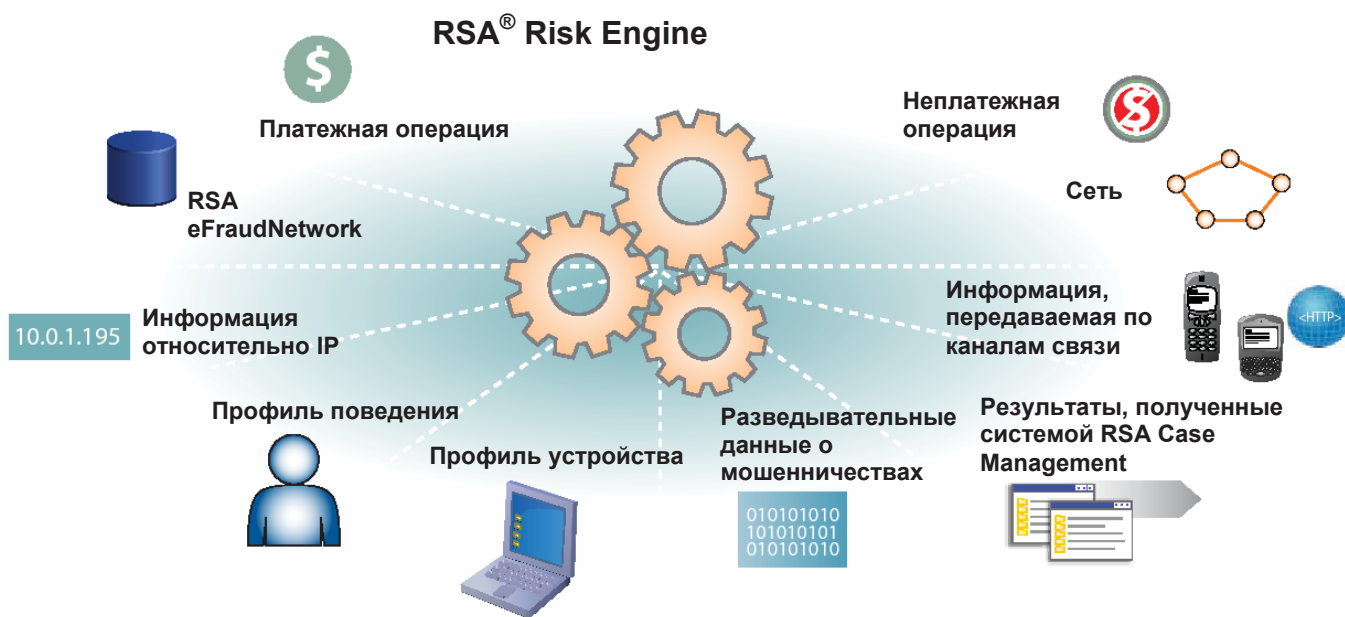 RSA® Risk Engine
Платежная операция
Неплатежная
операция
RSA
eFraudNetwork
Сеть
10.0.1.195
Информация
относительно IP
Информация,
передаваемая по
каналам связи
<HTTP>
Профиль поведения
Профиль устройства
Разведывательные
данные о
мошенничествах
010101010
101010101
010101010
Результаты, полученные
системой RSA Case
Management